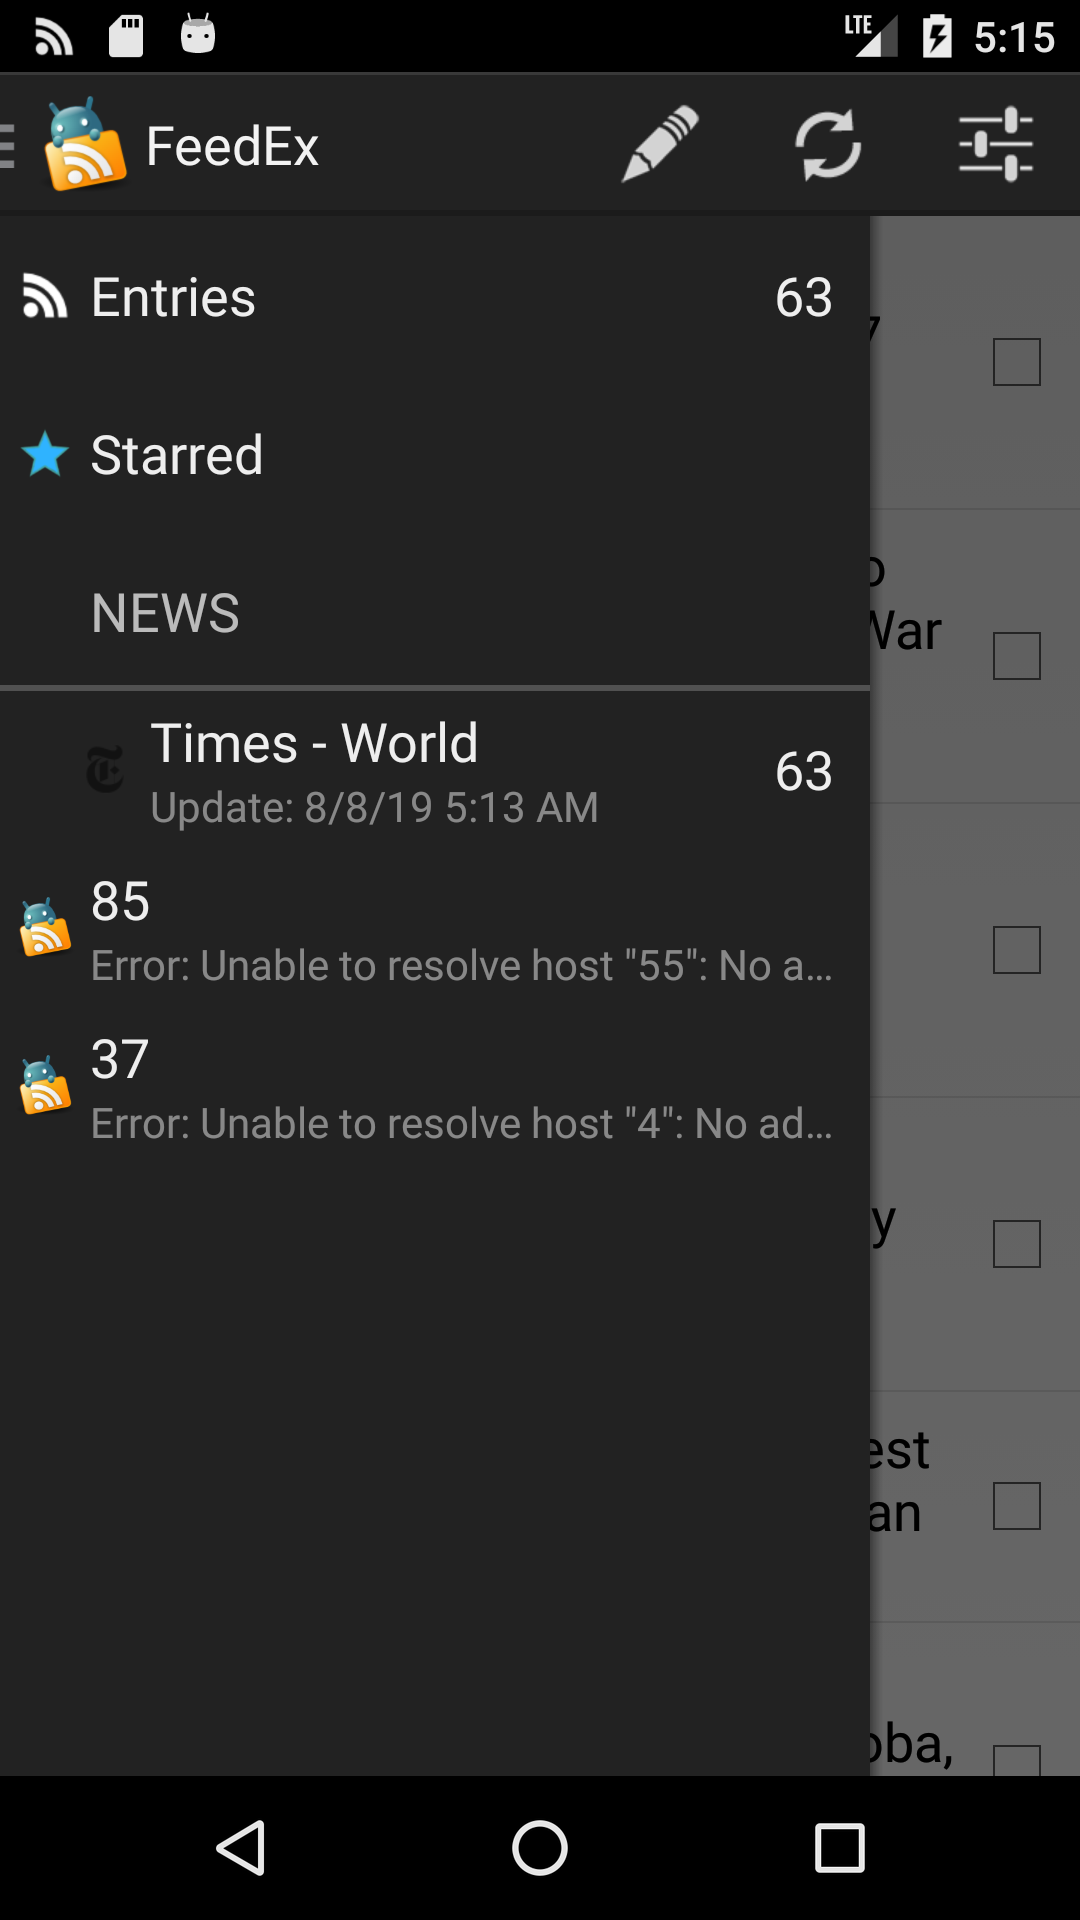 LTE 5:15
FeedEx
Entries 63
Starred
NEWS
War
Times - World 63
Update: 8/8/19 5:13 AM
85
Error: Unable to resolve host "55": No a…
37
Error: Unable to resolve host "4": No ad…
y
est
an
oba,